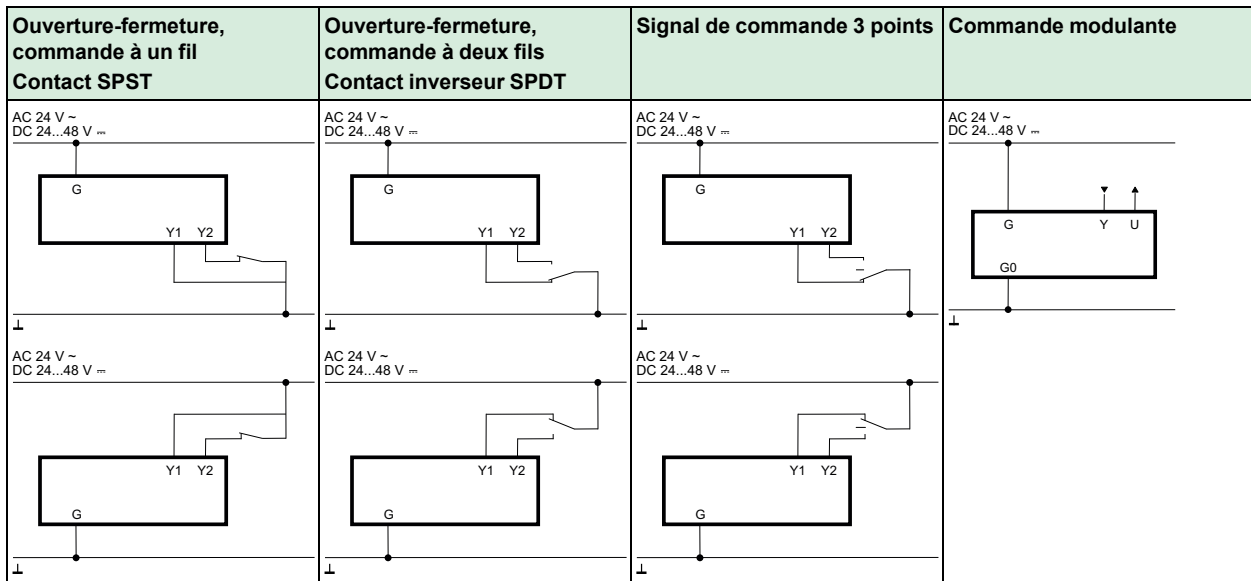 Ouverture-fermeture,
commande à un fil
Contact SPST
Ouverture-fermeture,
commande à deux fils
Contact inverseur SPDT
Signal de commande 3 points
Commande modulante
AC 24 V ~
DC 24...48 V ⎓
G
Y1 Y2
AC 24 V ~
DC 24...48 V ⎓
G
Y1 Y2
AC 24 V ~
DC 24...48 V ⎓
G
Y1 Y2
AC 24 V ~
DC 24...48 V ⎓
G Y U
G0
AC 24 V ~
DC 24...48 V ⎓
Y1 Y2
G
AC 24 V ~
DC 24...48 V ⎓
Y1 Y2
G
AC 24 V ~
DC 24...48 V ⎓
Y1 Y2
G